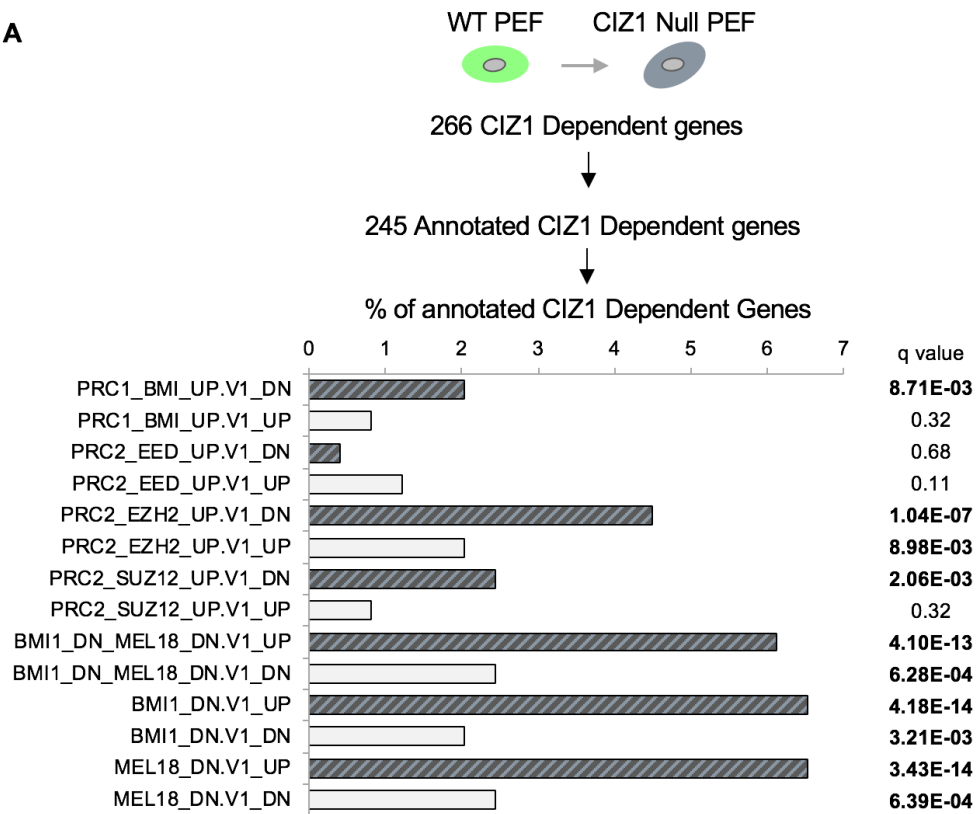 A
WT PEF CIZ1 Null PEF
266 CIZ1 Dependent genes
245 Annotated CIZ1 Dependent genes
% of annotated CIZ1 Dependent Genes
0 1 2 3 4 5 6 7 q value
PRC1_BMI_UP.V1_DN 8.71E-03
PRC1_BMI_UP.V1_UP 0.32
PRC2_EED_UP.V1_DN 0.68
PRC2_EED_UP.V1_UP 0.11
PRC2_EZH2_UP.V1_DN 1.04E-07
PRC2_EZH2_UP.V1_UP 8.98E-03
PRC2_SUZ12_UP.V1_DN 2.06E-03
PRC2_SUZ12_UP.V1_UP 0.32
BMI1_DN_MEL18_DN.V1_UP 4.10E-13
BMI1_DN_MEL18_DN.V1_DN 6.28E-04
BMI1_DN.V1_UP 4.18E-14
BMI1_DN.V1_DN 3.21E-03
MEL18_DN.V1_UP 3.43E-14
MEL18_DN.V1_DN 6.39E-04